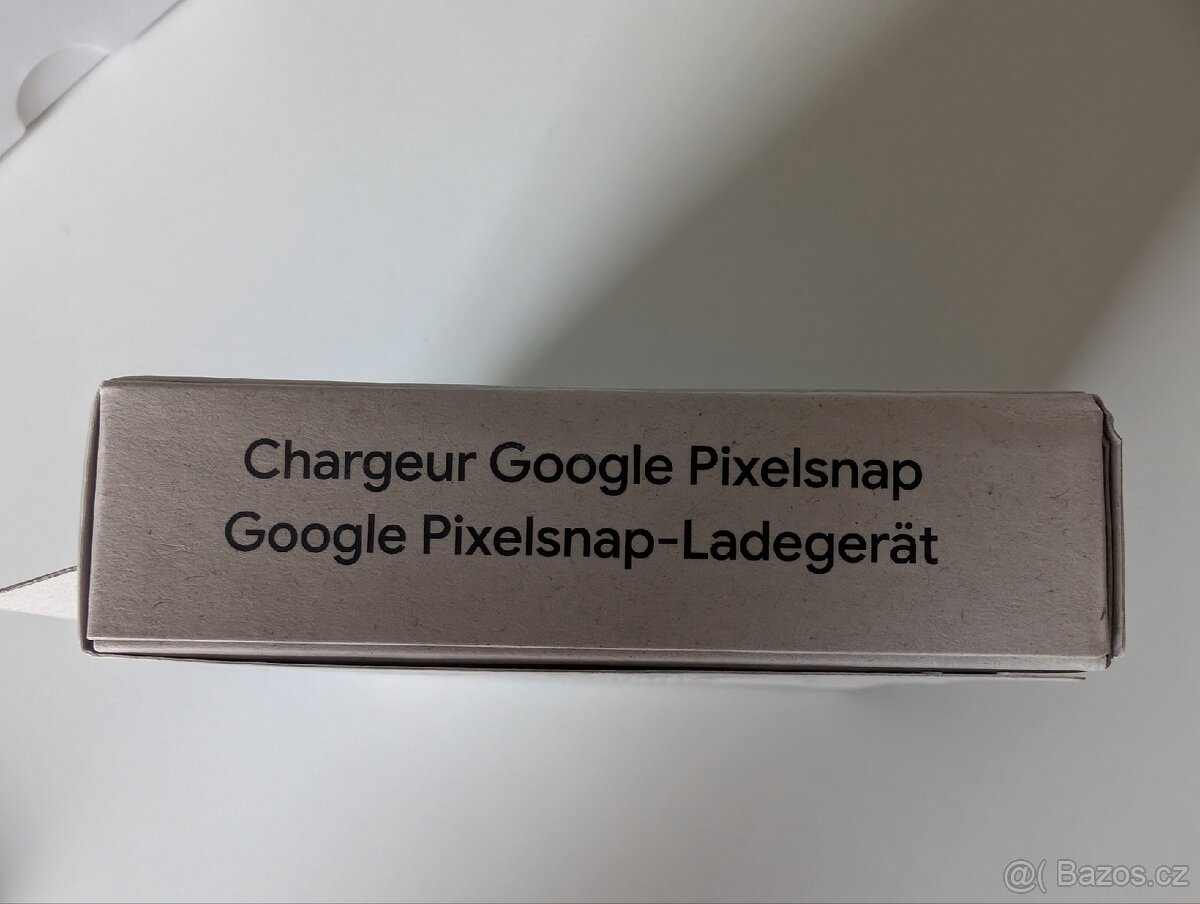 Chargeur Google Pixelsnap
Google Pixelsnap-Ladegerät
@( Bazos.cz